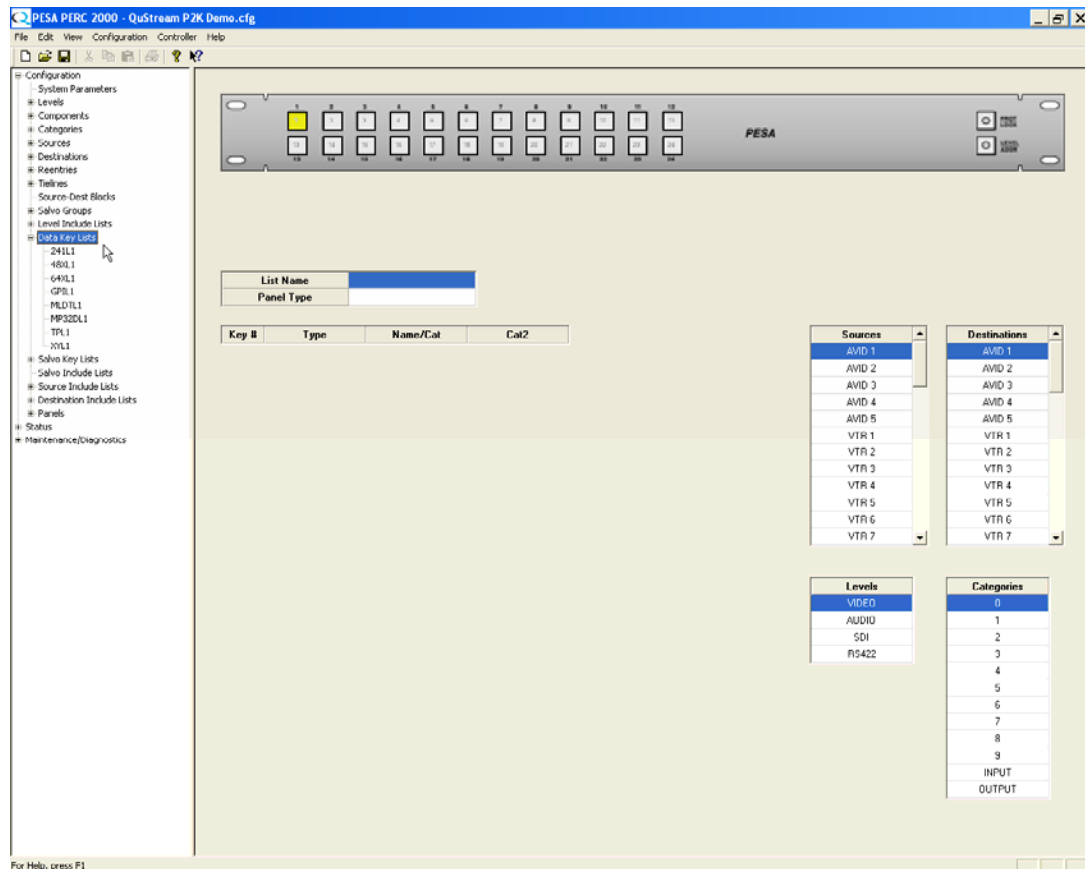 PESA PERC 2000 - QuStream P2K Demo.cfg
File Edit View Configuration Controller Help
Configuration
System Parameters
Levels
Components
Categories
Sources
Destinations
Reentries
Tielines
Source-Dest Blocks
Salvo Groups
Level Include Lists
Data Key Lists
241L1
48XL1
64XL1
GPIL1
MLDTL1
MP32DL1
TPL1
XYL1
Salvo Key Lists
Salvo Include Lists
Source Include Lists
Destination Include Lists
Panels
Status
Maintenance/Diagnostics
1 2 3 4 5 6 7 8 9 10 11 12
13 14 15 16 17 18 19 20 21 22 23 24
PESA
LEVEL
List Name
Panel Type
Key # Type Name/Cat Cat2
Sources
AVID 1
AVID 2
AVID 3
AVID 4
AVID 5
VTR 1
VTR 2
VTR 3
VTR 4
VTR 5
VTR 6
VTR 7
Destinations
AVID 1
AVID 2
AVID 3
AVID 4
AVID 5
VTR 1
VTR 2
VTR 3
VTR 4
VTR 5
VTR 6
VTR 7
Levels
VIDEO
AUDIO
SDI
RS422
Categories
0
1
2
3
4
5
6
7
8
9
INPUT
OUTPUT
For Help, press F1